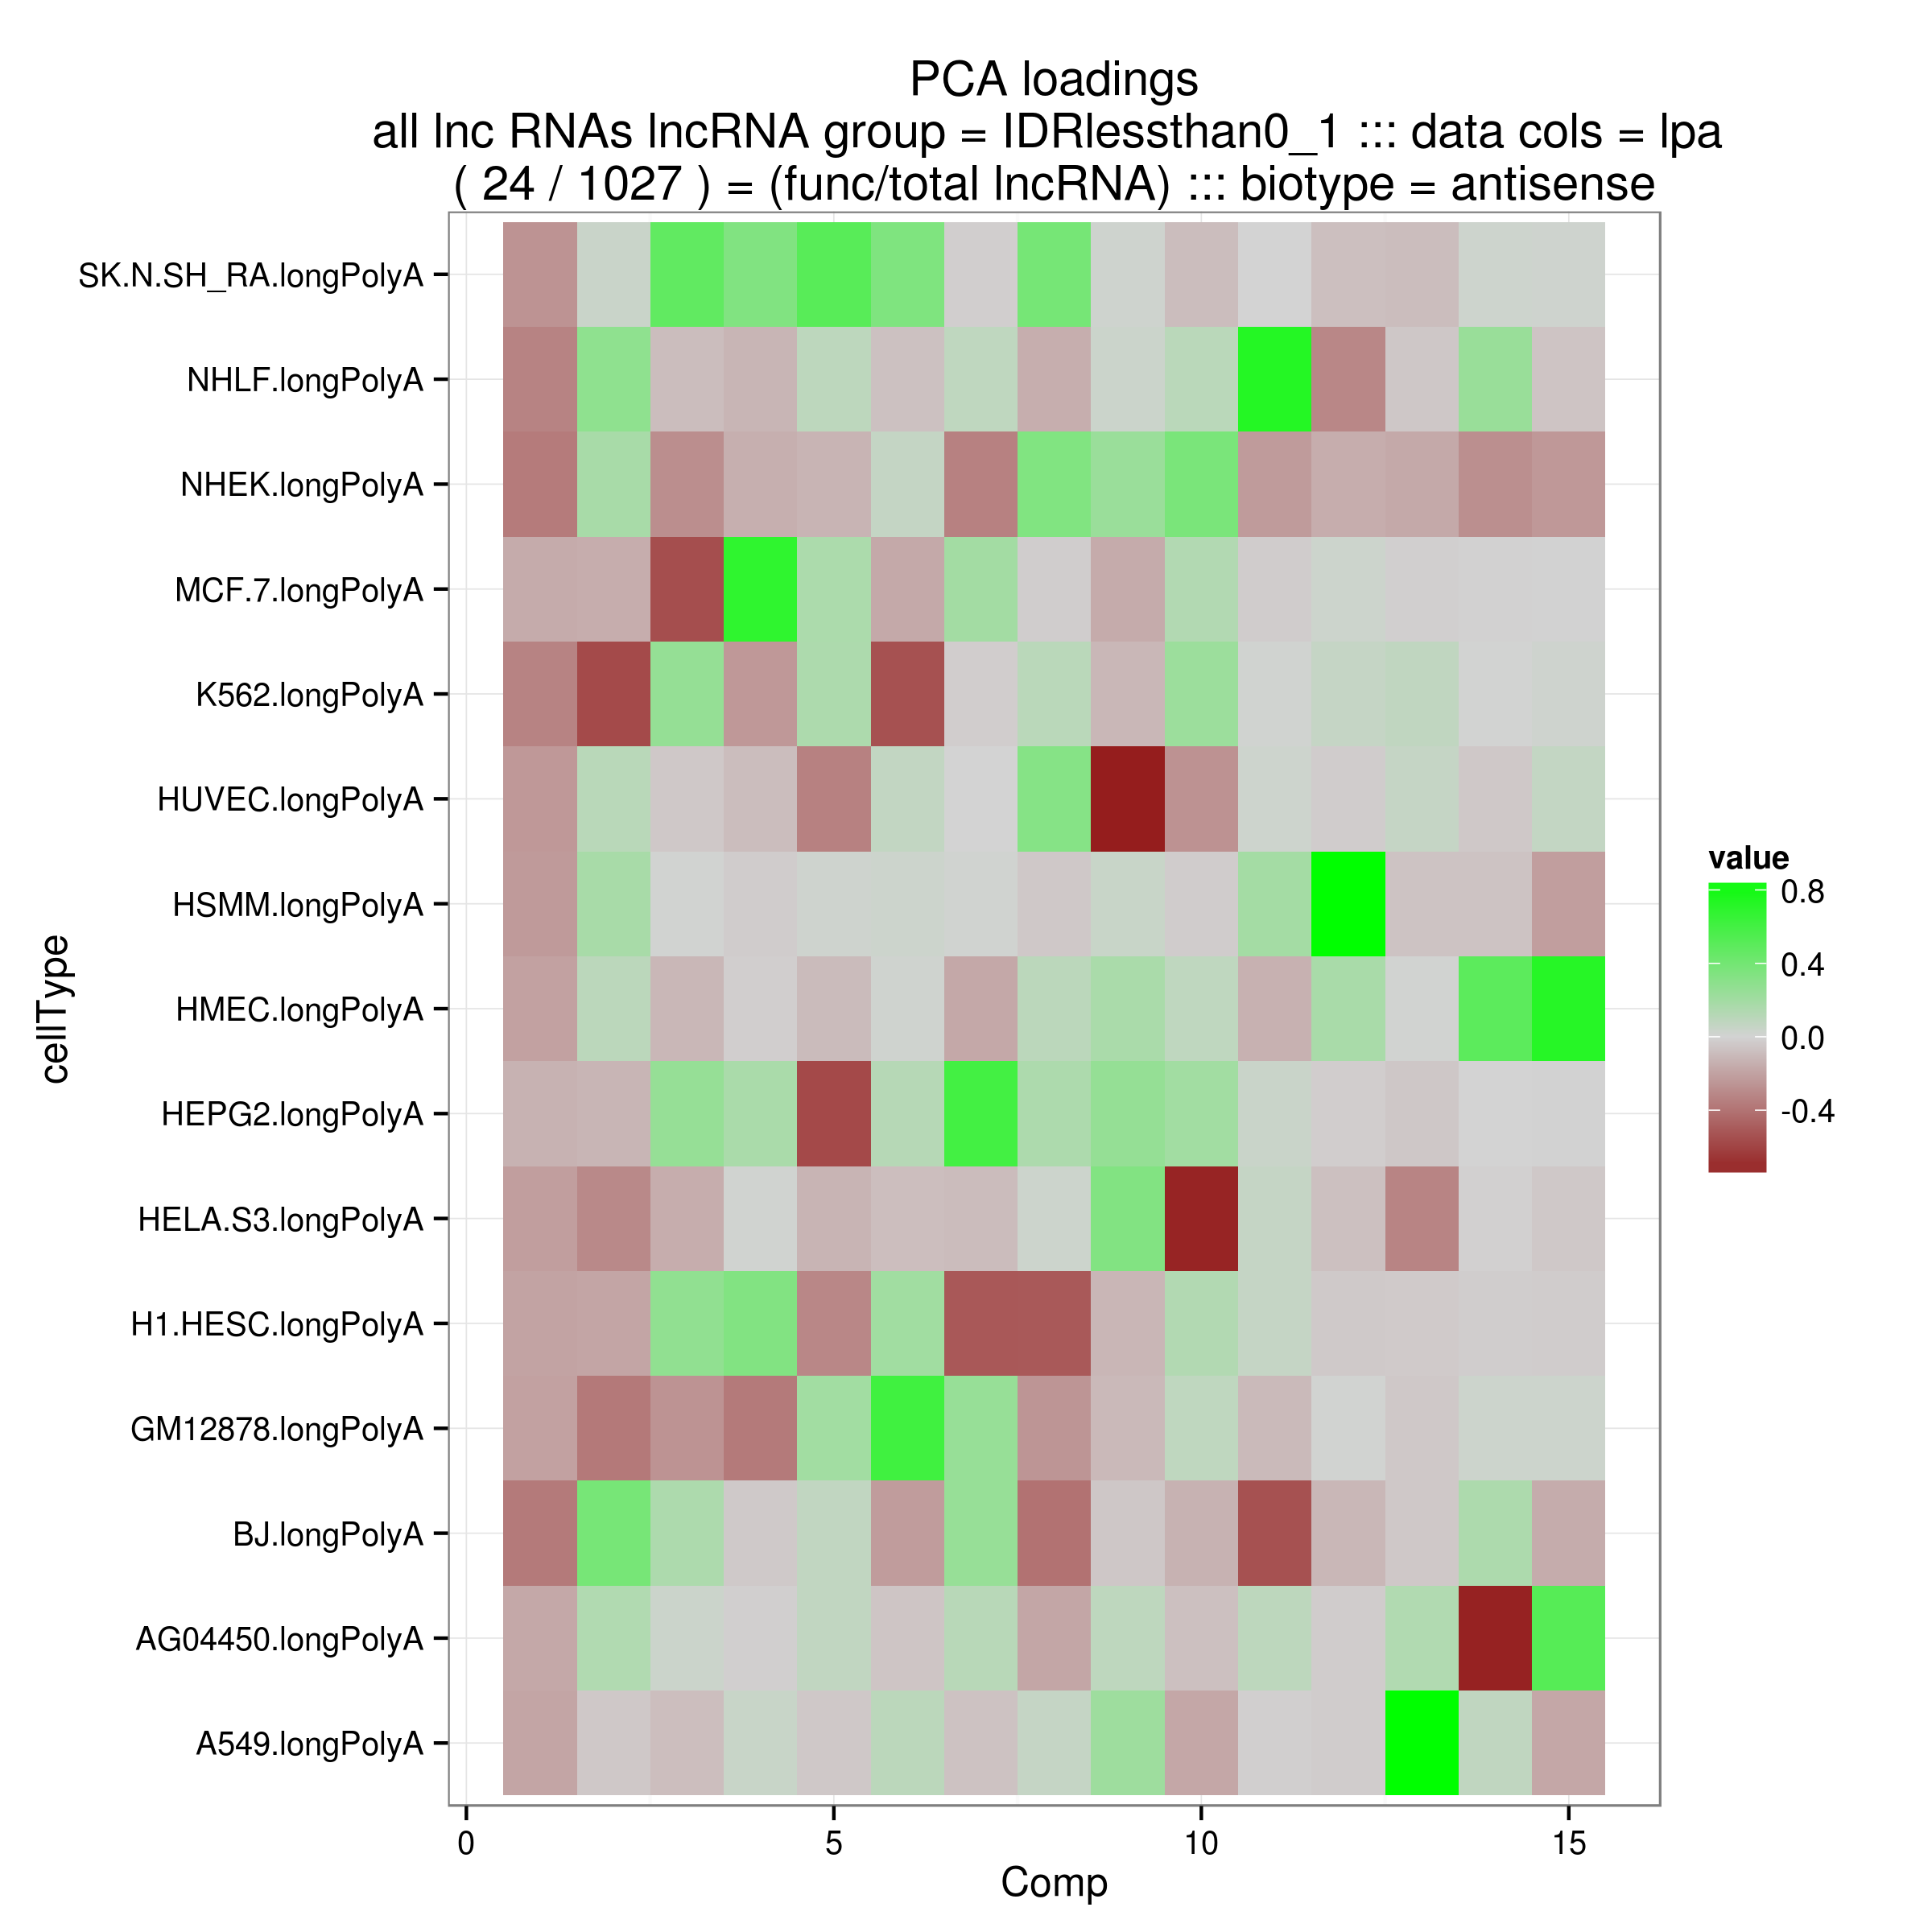 PCA loadings
all lnc RNAs lncRNA group = IDRlessthan0_1 ::: data cols = lpa
( 24 / 1027 ) = (func/total lncRNA) ::: biotype = antisense
SK.N.SH_RA.longPolyA
NHLF.longPolyA
NHEK.longPolyA
MCF.7.longPolyA
K562.longPolyA
HUVEC.longPolyA
HSMM.longPolyA
HMEC.longPolyA
HEPG2.longPolyA
HELA.S3.longPolyA
H1.HESC.longPolyA
GM12878.longPolyA
BJ.longPolyA
AG04450.longPolyA
A549.longPolyA
cellType
0 5 10 15
Comp
value
0.8
0.4
0.0
-0.4